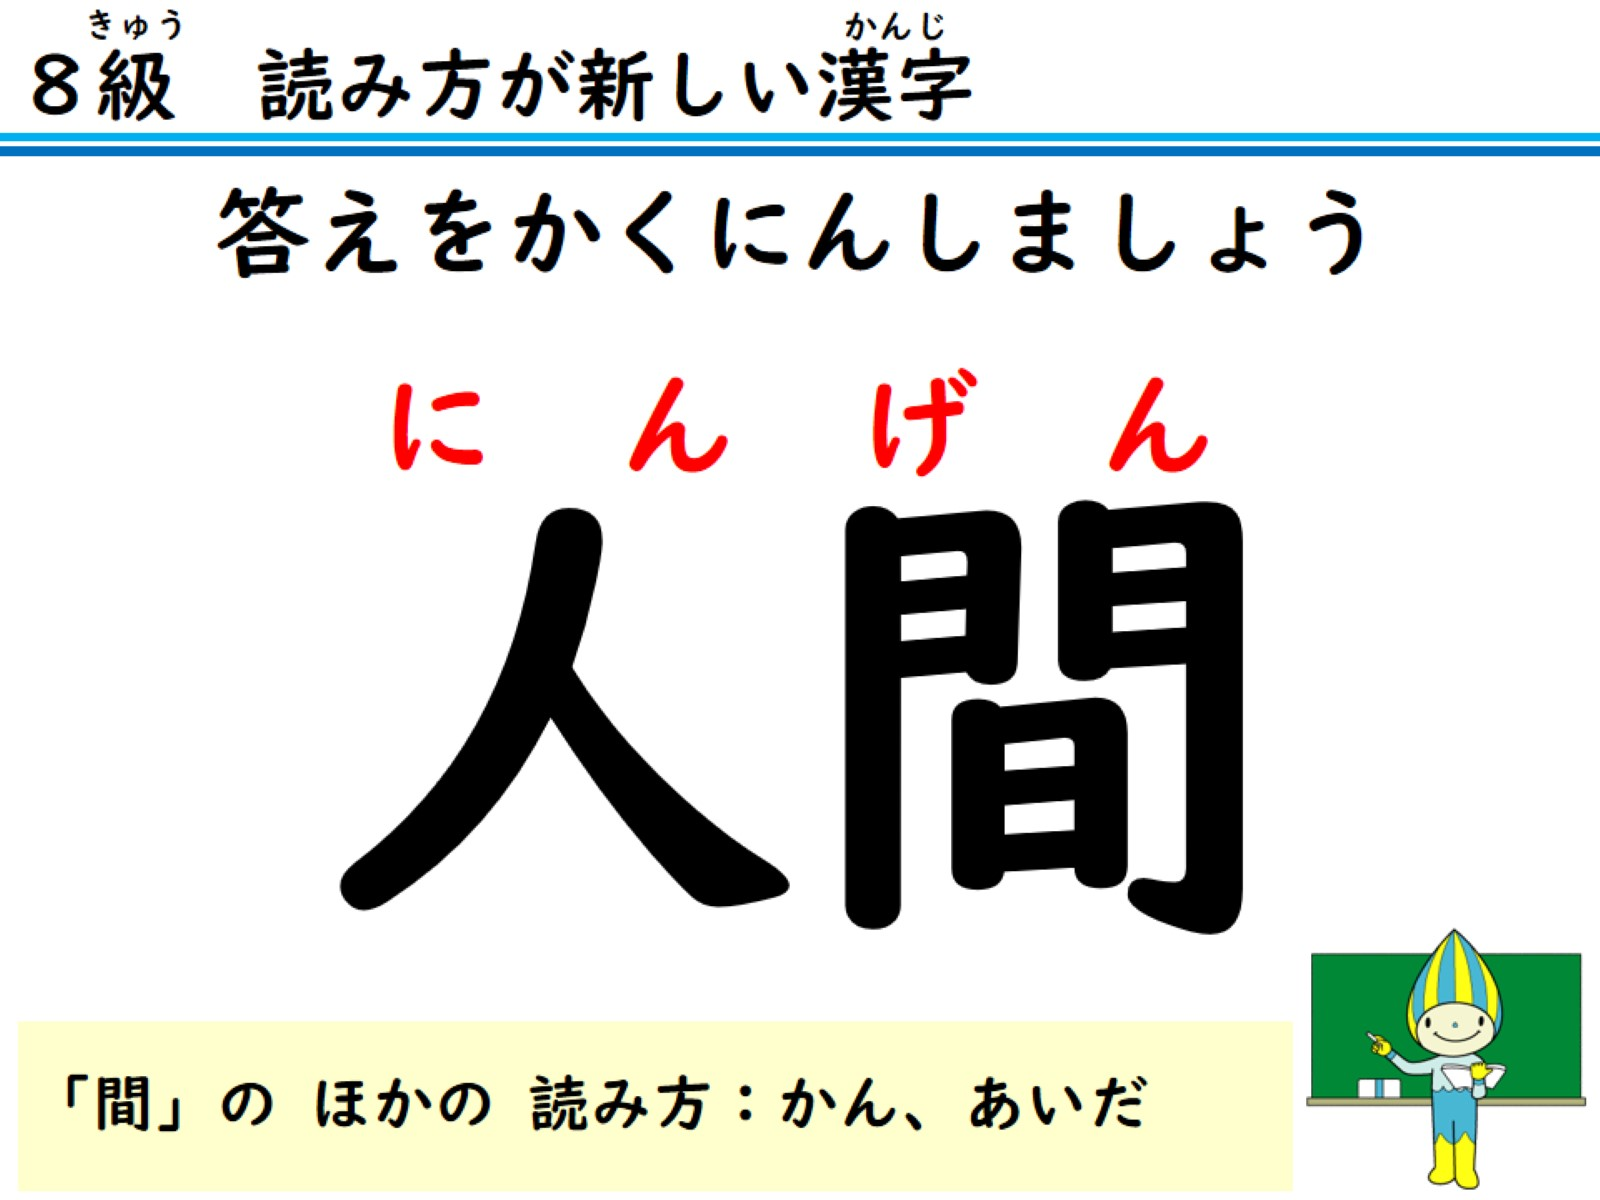 きゅう かんじ
8級 読み方が新しい漢字
答えをかくにんしましょう
にんげん
人間
「間」の ほかの 読み方：かん、あいだ